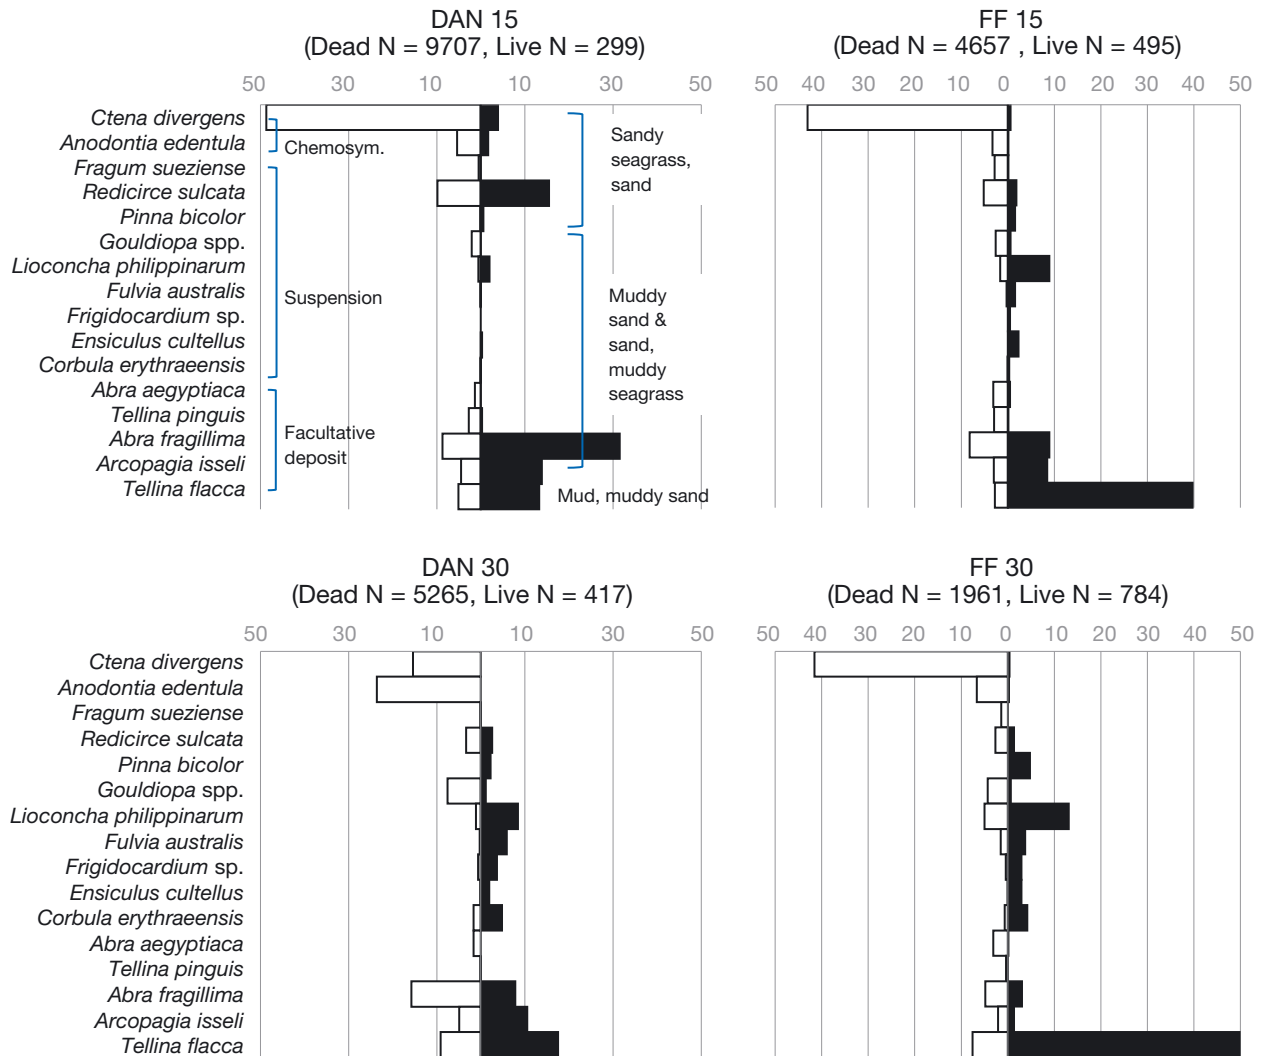 DAN 15
(Dead N = 9707, Live N = 299)
50 30 10 10 30 50
Ctena divergens
Anodontia edentula
Fragum sueziense
Redicirce sulcata
Pinna bicolor
Gouldiopa spp.
Lioconcha philippinarum
Fulvia australis
Frigidocardium sp.
Ensiculus cultellus
Corbula erythraeensis
Abra aegyptiaca
Tellina pinguis
Abra fragillima
Arcopagia isseli
Tellina flacca
Chemosym.
Suspension
Facultative
deposit
Sandy
seagrass,
sand
Muddy
sand &
sand,
muddy
seagrass
Mud, muddy sand
FF 15
(Dead N = 4657 , Live N = 495)
50 40 30 20 10 0 10 20 30 40 50
DAN 30
(Dead N = 5265, Live N = 417)
50 30 10 10 30 50
Ctena divergens
Anodontia edentula
Fragum sueziense
Redicirce sulcata
Pinna bicolor
Gouldiopa spp.
Lioconcha philippinarum
Fulvia australis
Frigidocardium sp.
Ensiculus cultellus
Corbula erythraeensis
Abra aegyptiaca
Tellina pinguis
Abra fragillima
Arcopagia isseli
Tellina flacca
FF 30
(Dead N = 1961, Live N = 784)
50 40 30 20 10 0 10 20 30 40 50